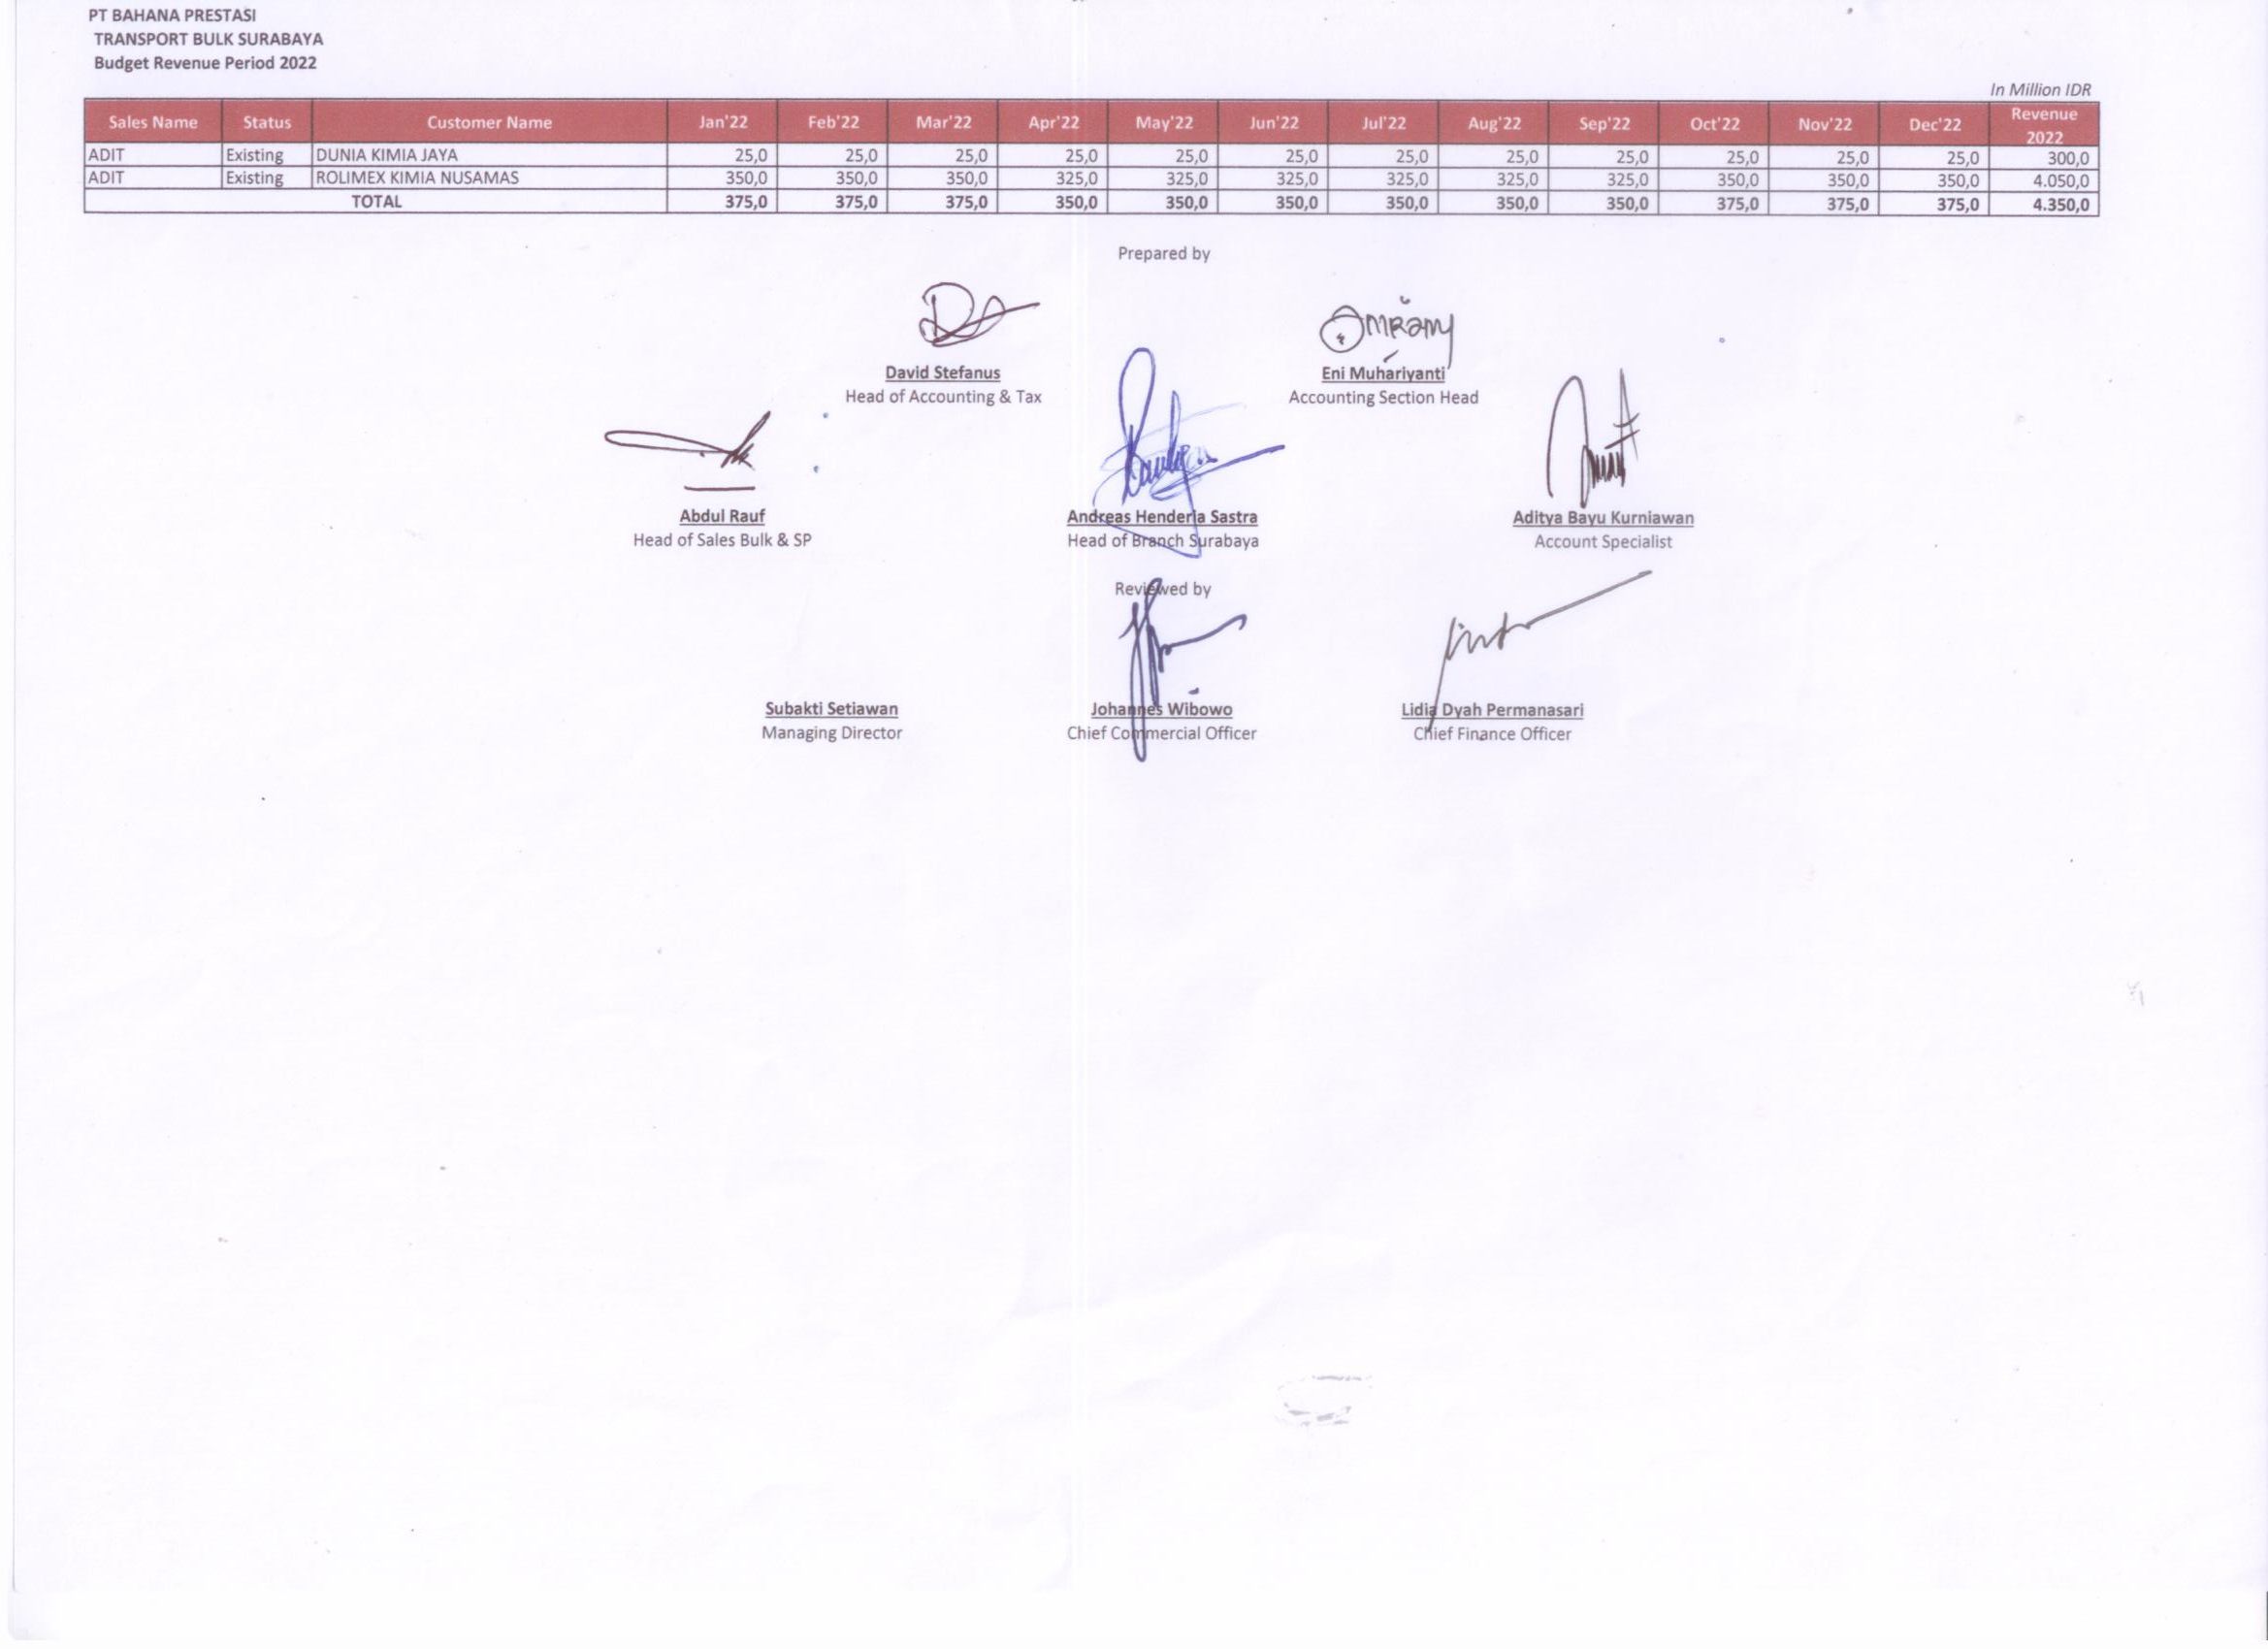 PT BAHANA PRESTASI
TRANSPORT BULK SURABAYA
Budget Revenue Period 2022
In Million IDR
Sales Name Status Customer Name Jan'22 Feb'22 Mar'22 Apr'22 May'22 Jun'22 Jul'22 Aug'22 Sep'22 Oct'22 Nov'22 Dec'22 Revenue 2022
ADIT Existing DUNIA KIMIA JAYA 25,0 25,0 25,0 25,0 25,0 25,0 25,0 25,0 25,0 25,0 25,0 25,0 300,0
ADIT Existing ROLIMEX KIMIA NUSAMAS 350,0 350,0 350,0 325,0 325,0 325,0 325,0 325,0 325,0 350,0 350,0 350,0 4.050,0
TOTAL 375,0 375,0 375,0 350,0 350,0 350,0 350,0 350,0 350,0 375,0 375,0 375,0 4.350,0
Prepared by
David Stefanus Eni Muhariyanti
Head of Accounting & Tax Accounting Section Head
Abdul Rauf Andreas Henderja Sastra Aditya Bayu Kurniawan
Head of Sales Bulk & SP Head of Branch Surabaya Account Specialist
Reviewed by
Subakti Setiawan Johannes Wibowo Lidia Dyah Permanasari
Managing Director Chief Commercial Officer Chief Finance Officer